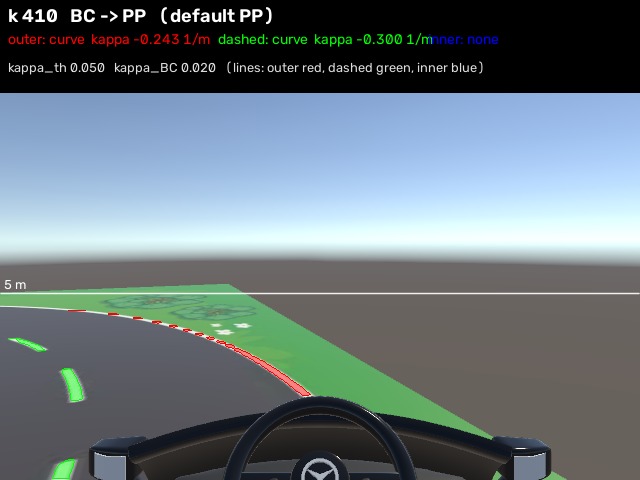 k 410 BC -> PP (default PP)
outer: curve kappa -0.243 1/m dashed: curve kappa -0.300 1/m inner: none
kappa_th 0.050 kappa_BC 0.020 (lines: outer red, dashed green, inner blue)
5 m